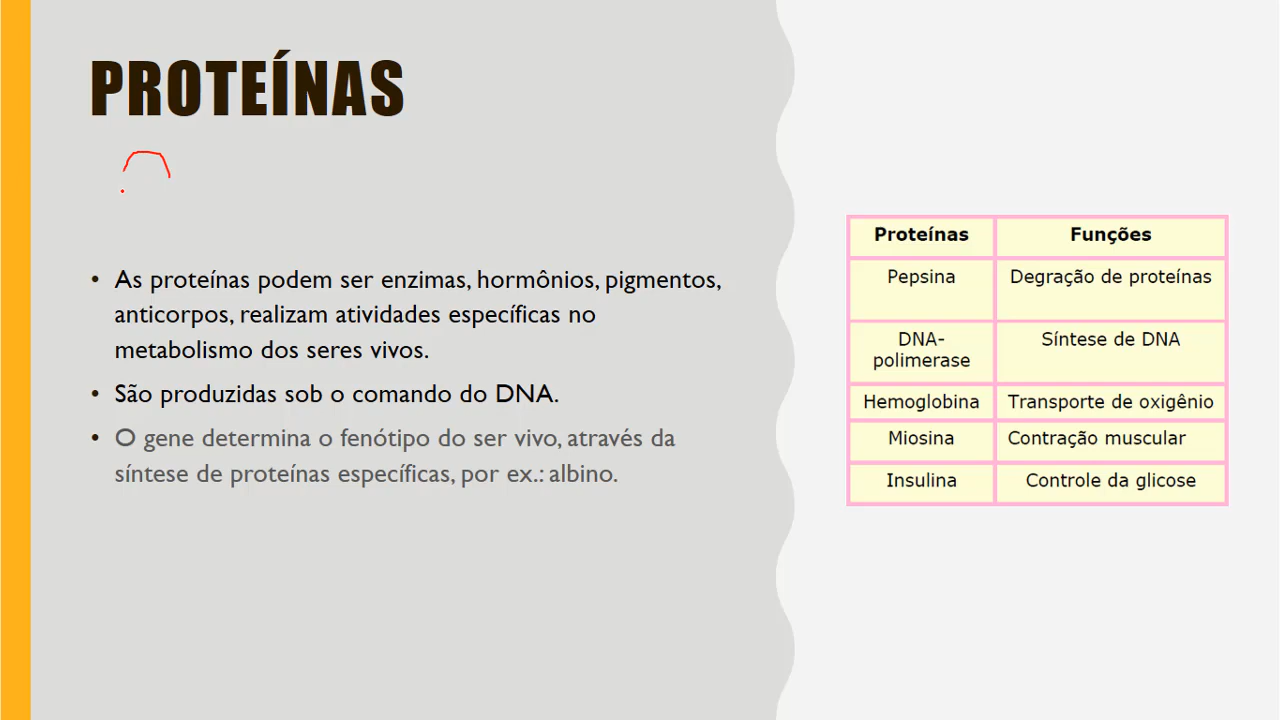 PROTEÍNAS
• As proteínas podem ser enzimas, hormônios, pigmentos,
anticorpos, realizam atividades específicas no
metabolismo dos seres vivos.
• São produzidas sob o comando do DNA.
• O gene determina o fenótipo do ser vivo, através da
síntese de proteínas específicas, por ex.: albino.
Proteínas Funções
Pepsina Degração de proteínas
DNA-
polimerase Síntese de DNA
Hemoglobina Transporte de oxigênio
Miosina Contração muscular
Insulina Controle da glicose